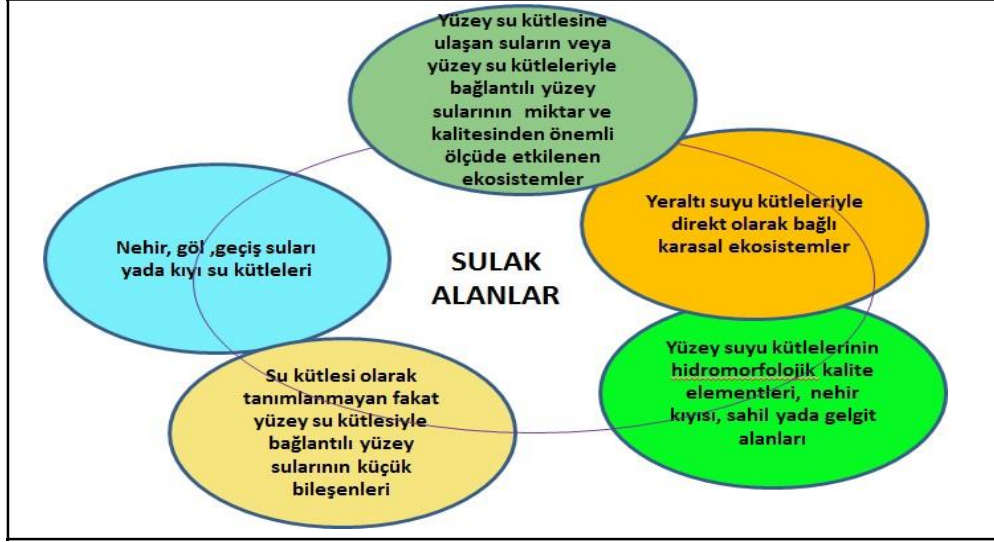 Yüzey su kütlesine
ulaşan suların veya
yüzey su kütleleriyle
bağlantılı yüzey
sularının miktar ve
kalitesinden önemli
ölçüde etkilenen
ekosistemler
Yeraltı suyu kütleleriyle
direkt olarak bağlı
karasal ekosistemler
Nehir, göl ,geçiş suları
yada kıyı su kütleleri
SULAK
ALANLAR
Yüzey suyu kütlelerinin
hidromorfolojik kalite
elementleri, nehir
kıyısı, sahil yada gelgit
alanları
Su kütlesi olarak
tanımlanmayan fakat
yüzey su kütlesiyle
bağlantılı yüzey
sularının küçük
bileşenleri